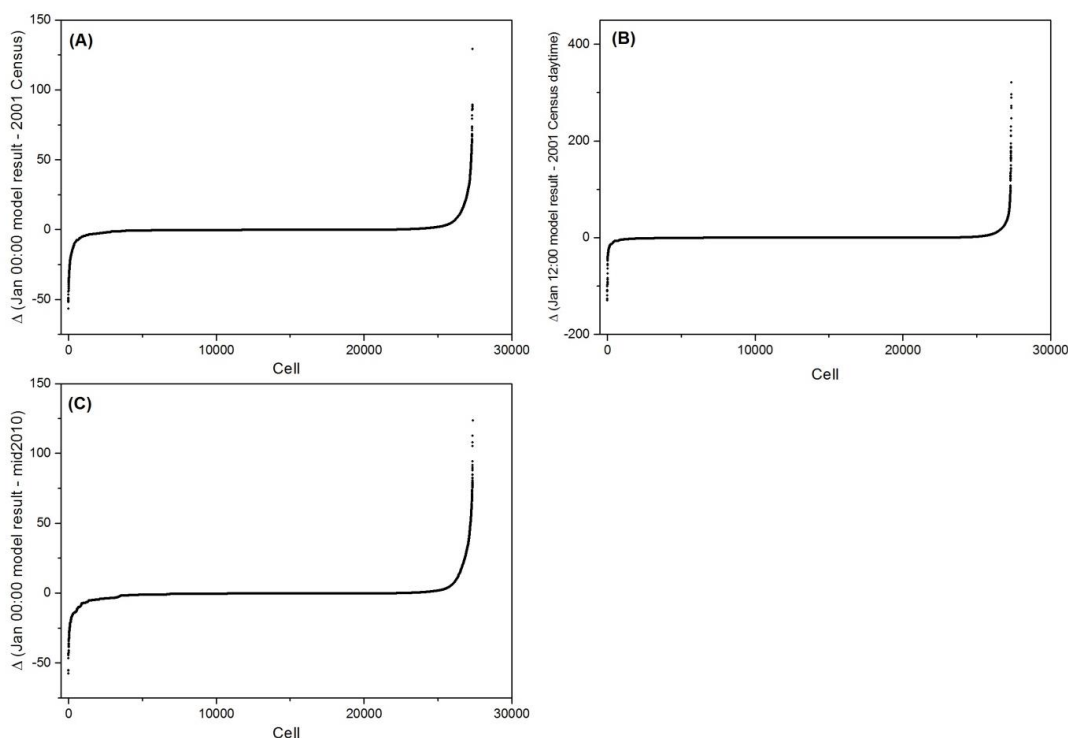 (A)
Δ (Jan 00:00 model result - 2001 Census)
150
100
50
0
-50
0 10000 20000 30000
Cell
(B)
Δ (Jan 12:00 model result - 2001 Census daytime)
400
200
0
-200
0 10000 20000 30000
Cell
(C)
Δ (Jan 00:00 model result - mid2010)
150
100
50
0
-50
0 10000 20000 30000
Cell